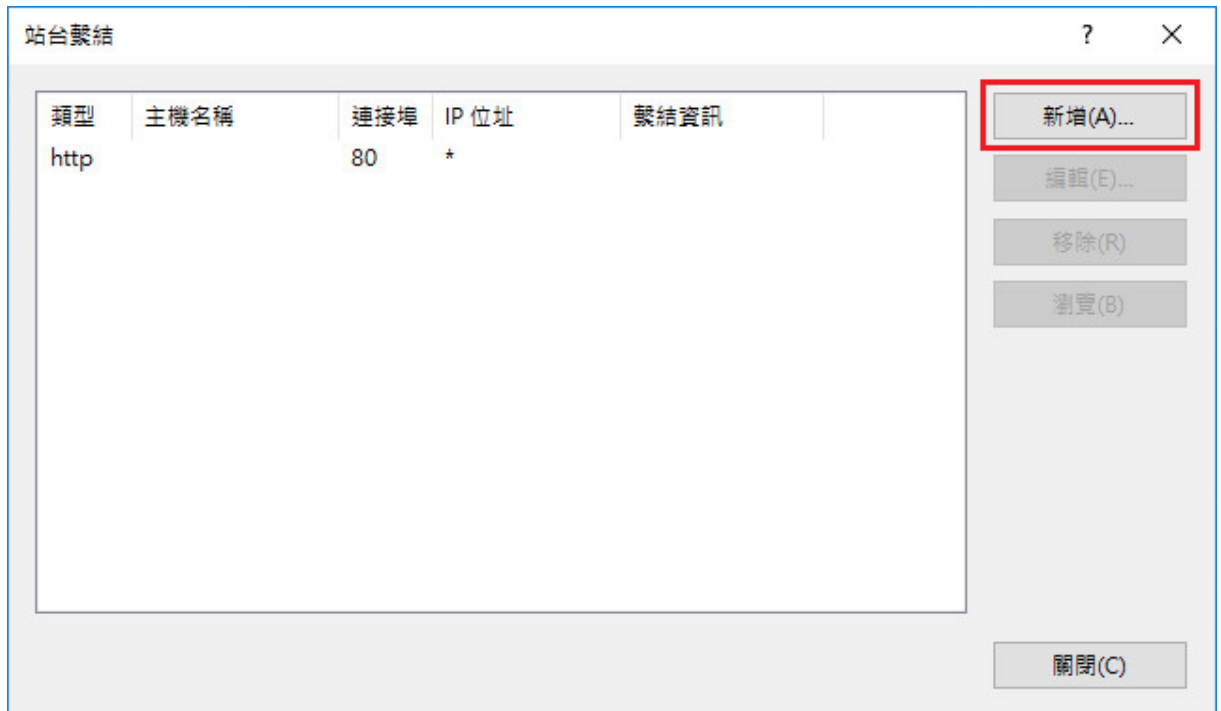 站台繫結
?
類型 主機名稱 連接埠 IP 位址 繫結資訊
http 80 *
新增(A)...
編輯(E)...
移除(R)
瀏覽(B)
關閉(C)